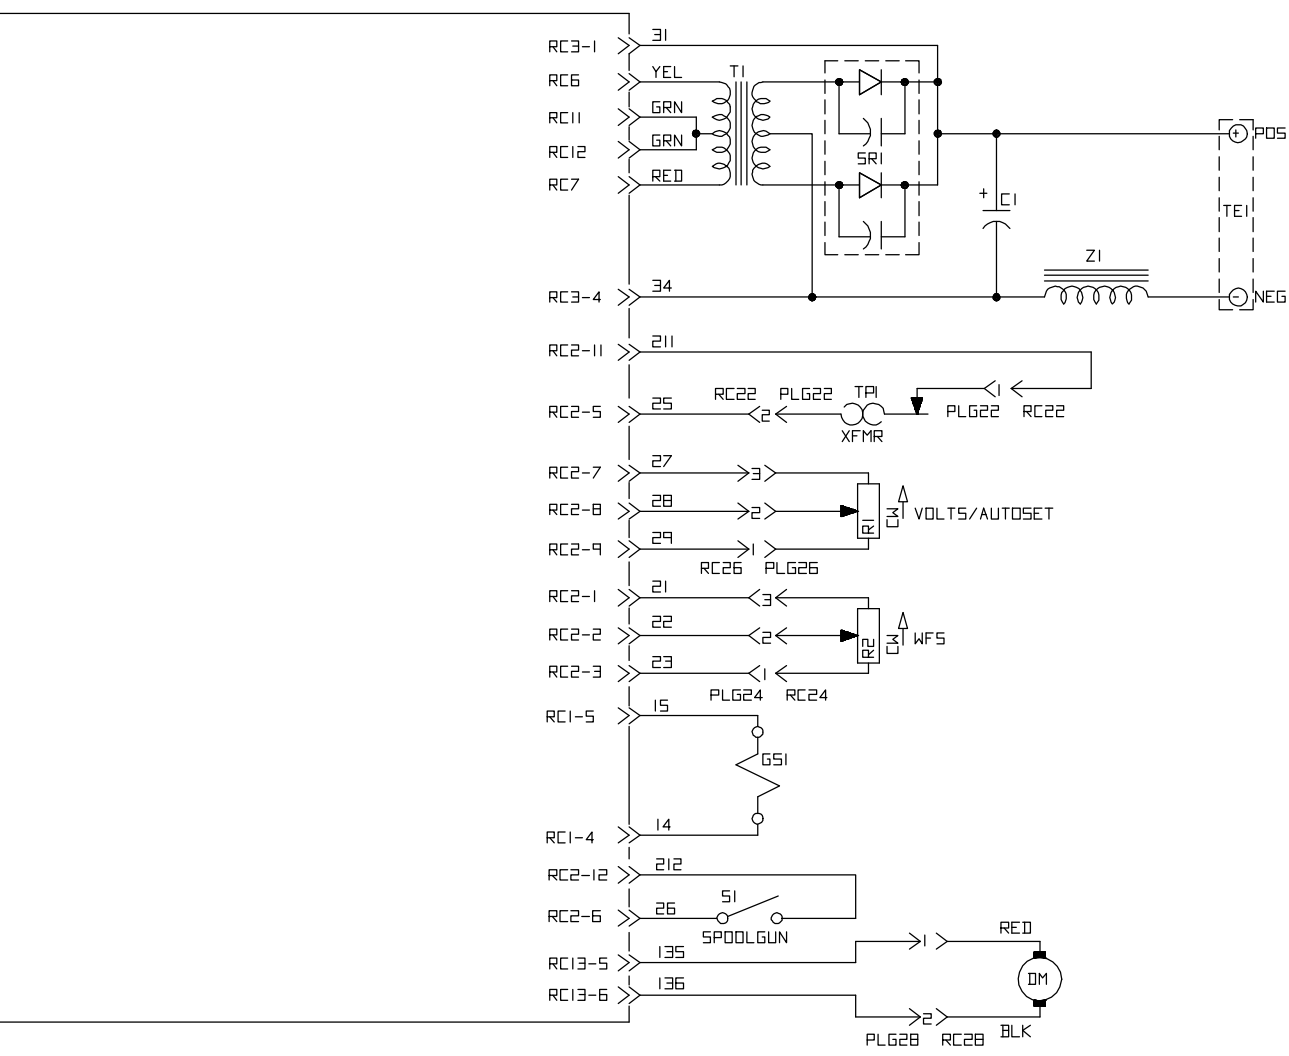 RC3-1 31
RC6 YEL T1
RC11 GRN
RC12 GRN
RC7 RED
SR1
+ C1
+ POS
TE1
- NEG
Z1
RC3-4 34
RC2-11 211
RC2-5 25
RC22 PLG22 TP1
2
XFMR
1
PLG22 RC22
RC2-7 27 3
RC2-8 28 2
RC2-9 29 1
RC26 PLG26
R1 CW VOLTS/AUTOSET
RC2-1 21 3
RC2-2 22 2
RC2-3 23 1
PLG24 RC24
R2 CW WFS
RC1-5 15
GS1
RC1-4 14
RC2-12 212
RC2-6 26 S1
SPOOLGUN
RC13-5 135 1 RED
DM
RC13-6 136 2 BLK
PLG28 RC28